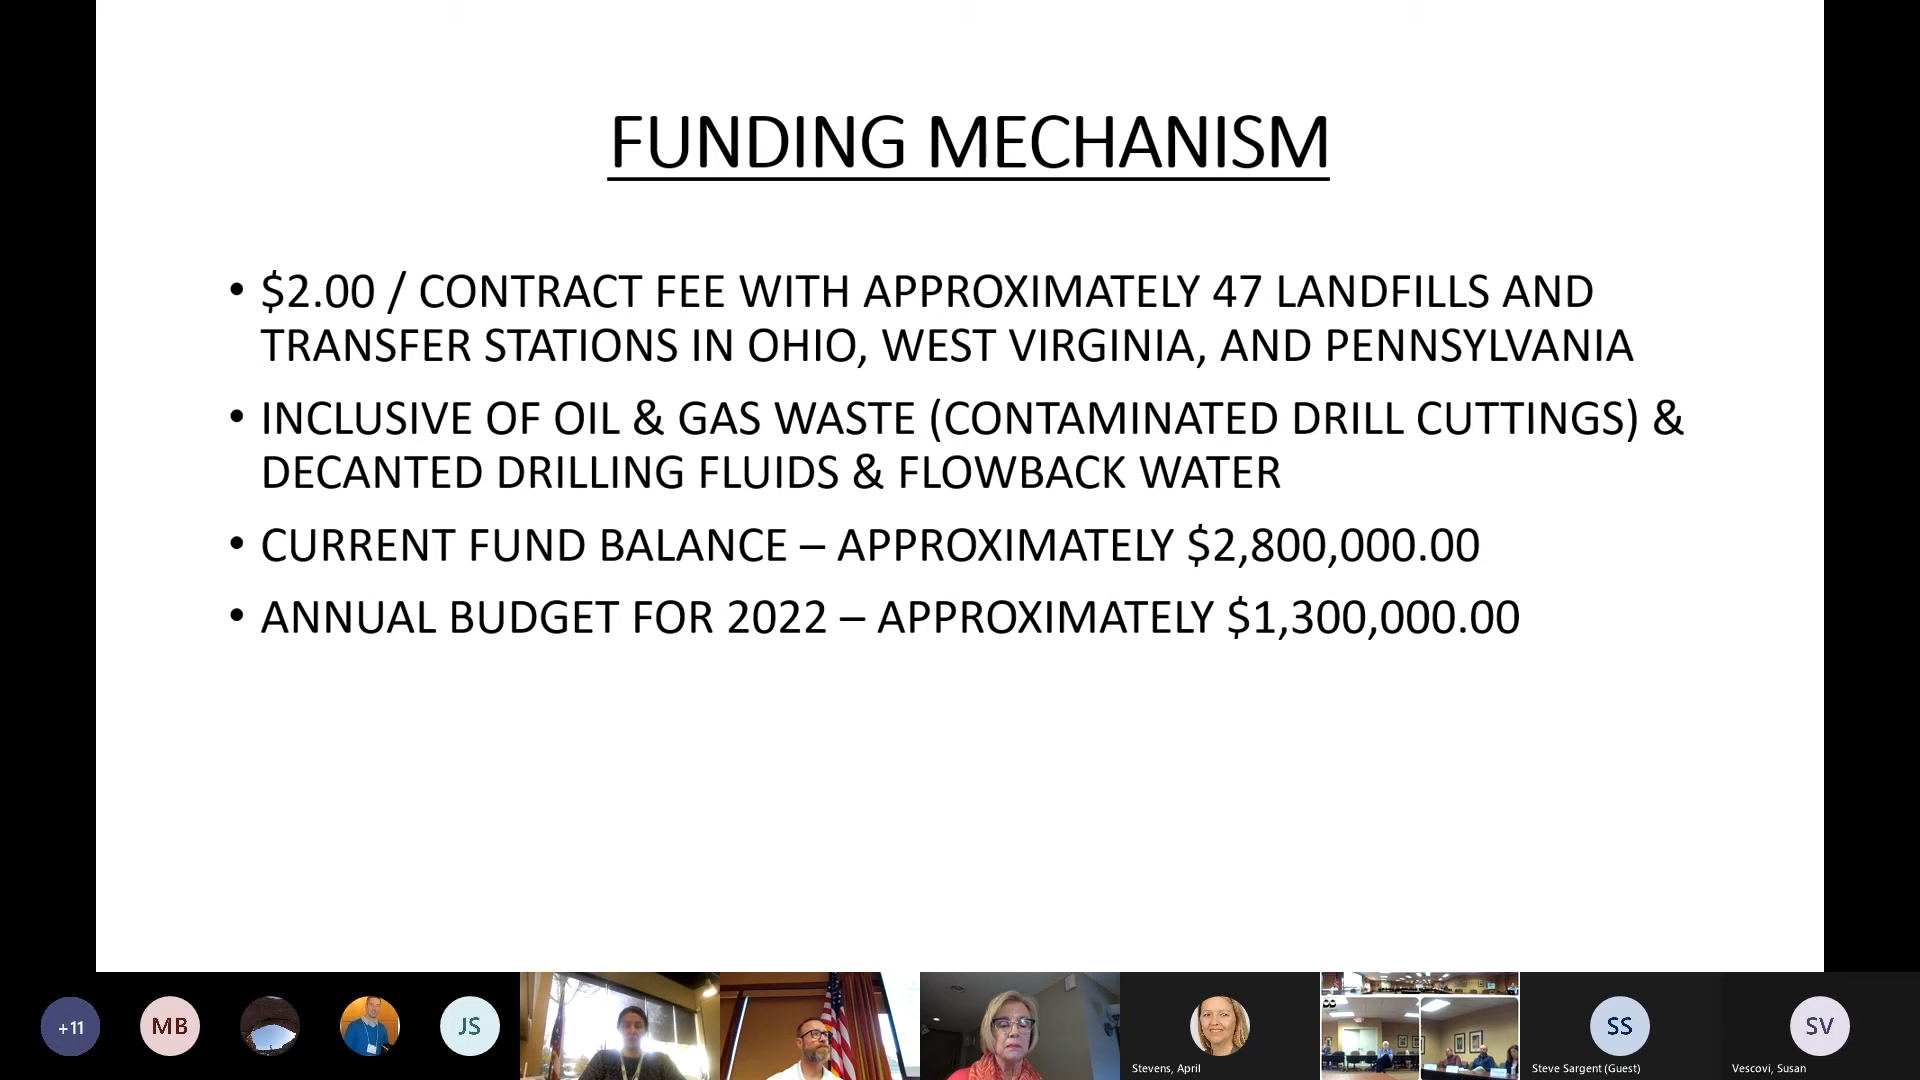 FUNDING MECHANISM
• $2.00 / CONTRACT FEE WITH APPROXIMATELY 47 LANDFILLS AND
TRANSFER STATIONS IN OHIO, WEST VIRGINIA, AND PENNSYLVANIA
• INCLUSIVE OF OIL & GAS WASTE (CONTAMINATED DRILL CUTTINGS) &
DECANTED DRILLING FLUIDS & FLOWBACK WATER
• CURRENT FUND BALANCE – APPROXIMATELY $2,800,000.00
• ANNUAL BUDGET FOR 2022 – APPROXIMATELY $1,300,000.00
+11
MB
JS
Stevens, April
SS
Steve Sargent (Guest)
SV
Vescovi, Susan